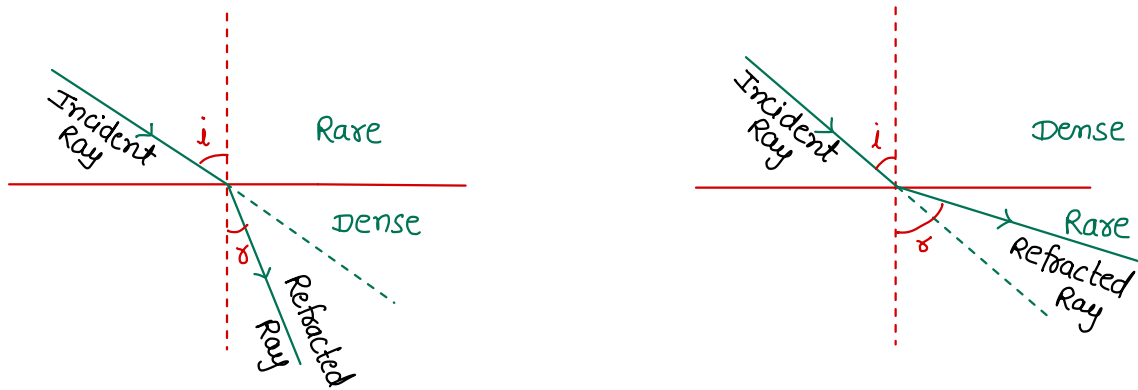 Incident
Ray
i
Rare
Dense
r
Refracted
Ray
Incident
Ray
i
Dense
Rare
r
Refracted
Ray